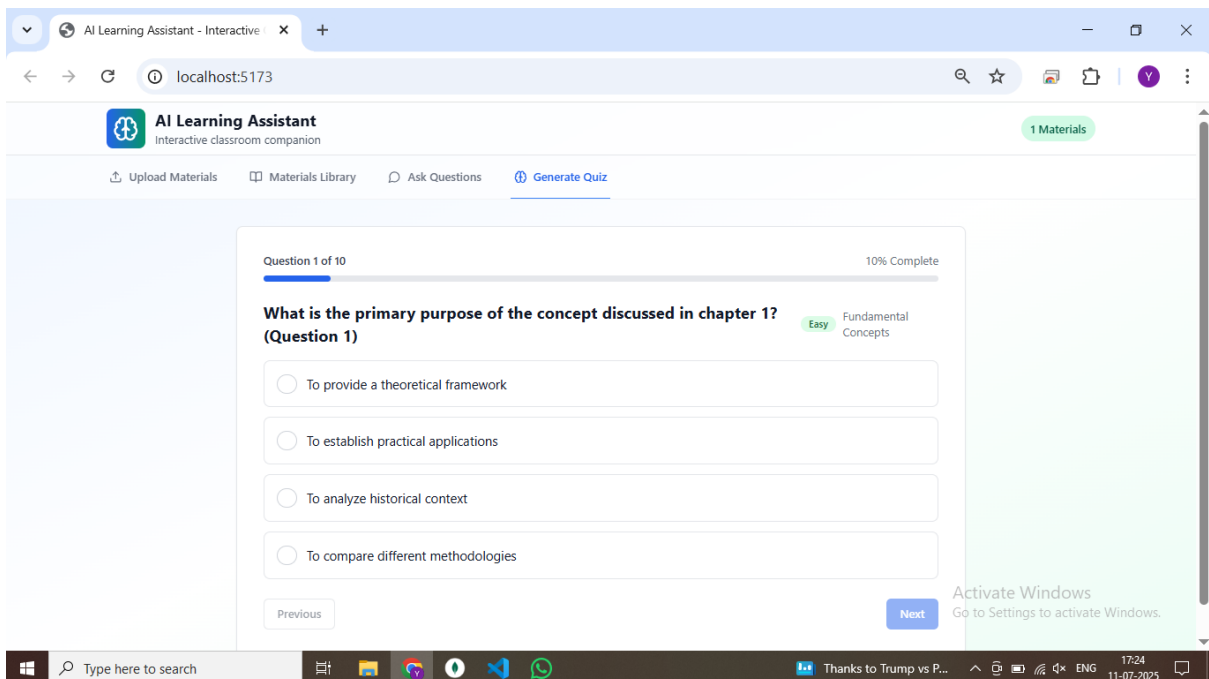 AI Learning Assistant - Interactive
localhost:5173
Y
AI Learning Assistant
Interactive classroom companion
1 Materials
Upload Materials
Materials Library
Ask Questions
Generate Quiz
Question 1 of 10
10% Complete
What is the primary purpose of the concept discussed in chapter 1?
(Question 1)
Easy
Fundamental
Concepts
To provide a theoretical framework
To establish practical applications
To analyze historical context
To compare different methodologies
Previous
Next
Activate Windows
Go to Settings to activate Windows.
Type here to search
Thanks to Trump vs P...
ENG
17:24
11-07-2025